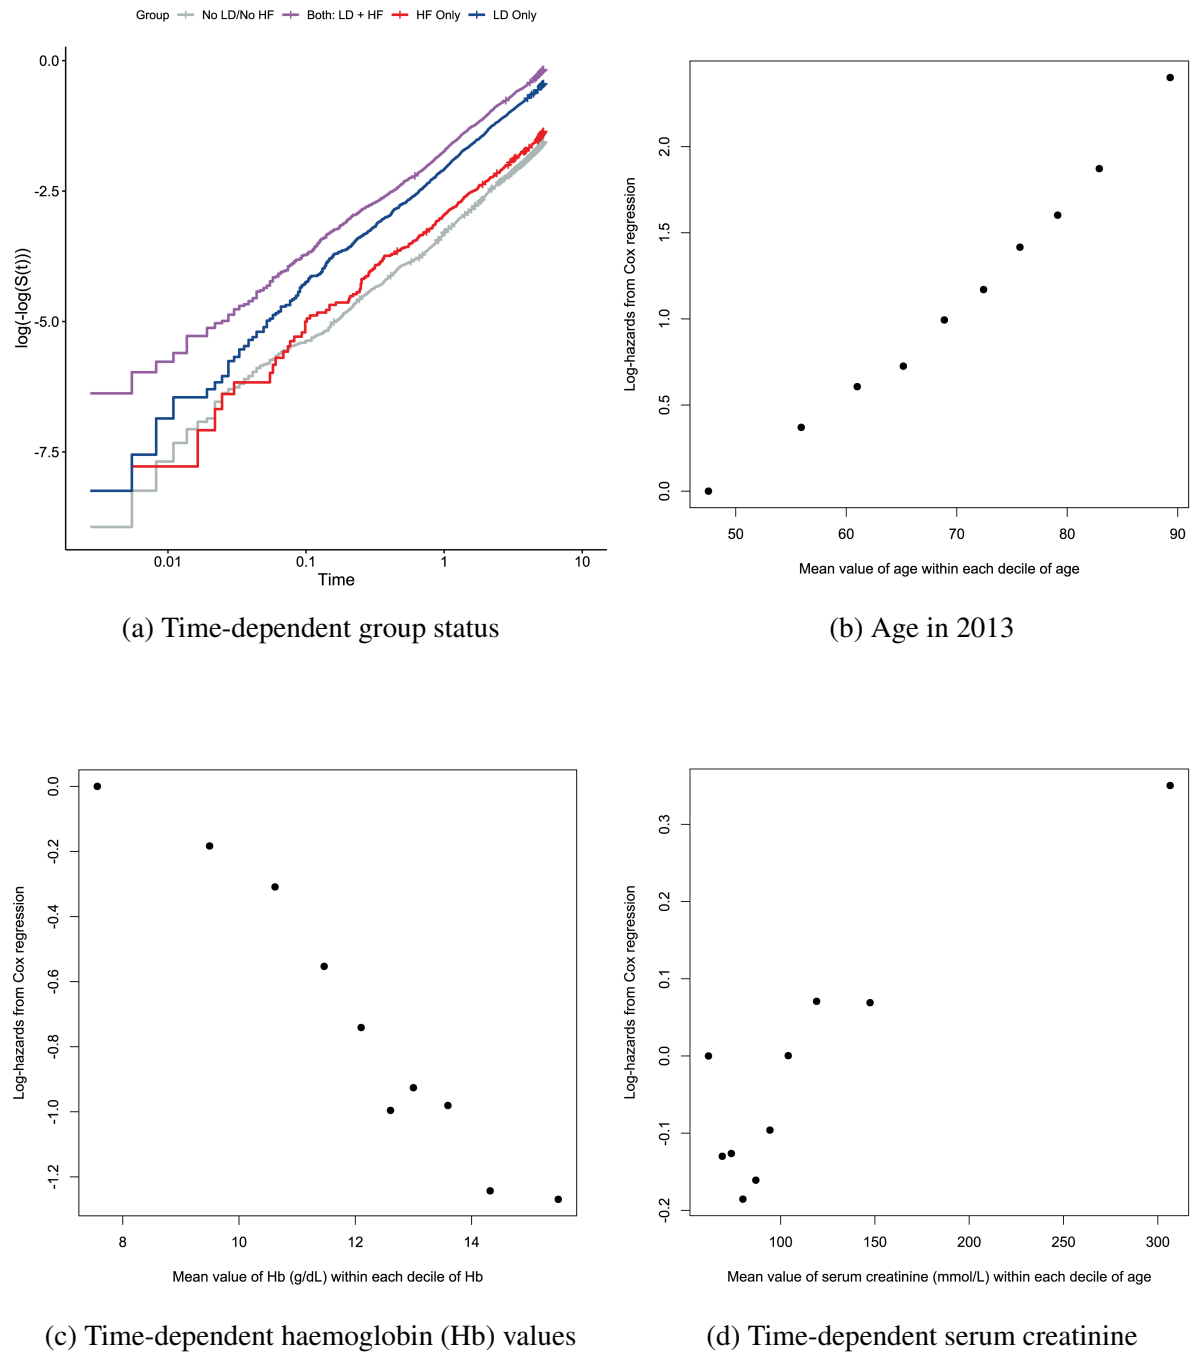 Group No LD/No HF Both: LD + HF HF Only LD Only
0.0
-2.5
-5.0
-7.5
log(-log(S(t)))
0.01 0.1 1 10
Time
(a) Time-dependent group status
2.0
1.5
1.0
0.5
0.0
Log-hazards from Cox regression
50 60 70 80 90
Mean value of age within each decile of age
(b) Age in 2013
0.0
-0.2
-0.4
-0.6
-0.8
-1.0
-1.2
Log-hazards from Cox regression
8 10 12 14
Mean value of Hb (g/dL) within each decile of Hb
(c) Time-dependent haemoglobin (Hb) values
0.3
0.2
0.1
0.0
-0.1
-0.2
Log-hazards from Cox regression
100 150 200 250 300
Mean value of serum creatinine (mmol/L) within each decile of age
(d) Time-dependent serum creatinine